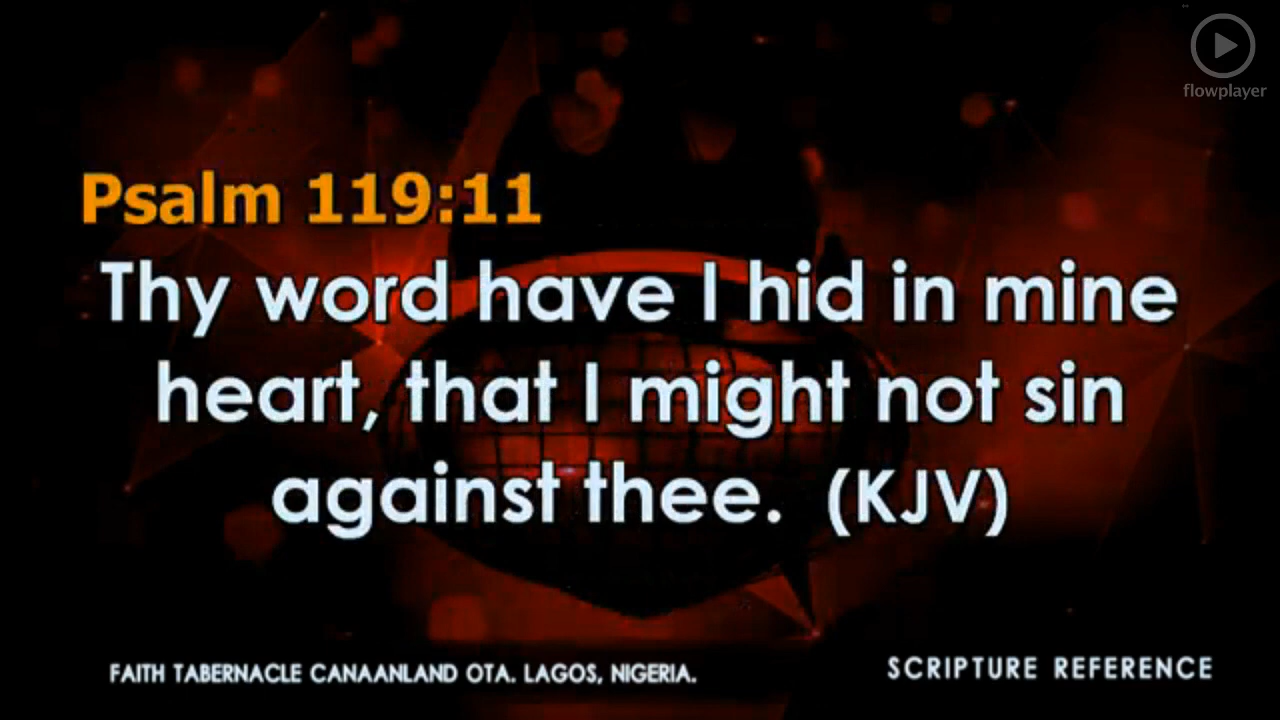 flowplayer
Psalm 119:11
Thy word have I hid in mine
heart, that I might not sin
against thee. (KJV)
FAITH TABERNACLE CANAANLAND OTA. LAGOS, NIGERIA.
SCRIPTURE REFERENCE